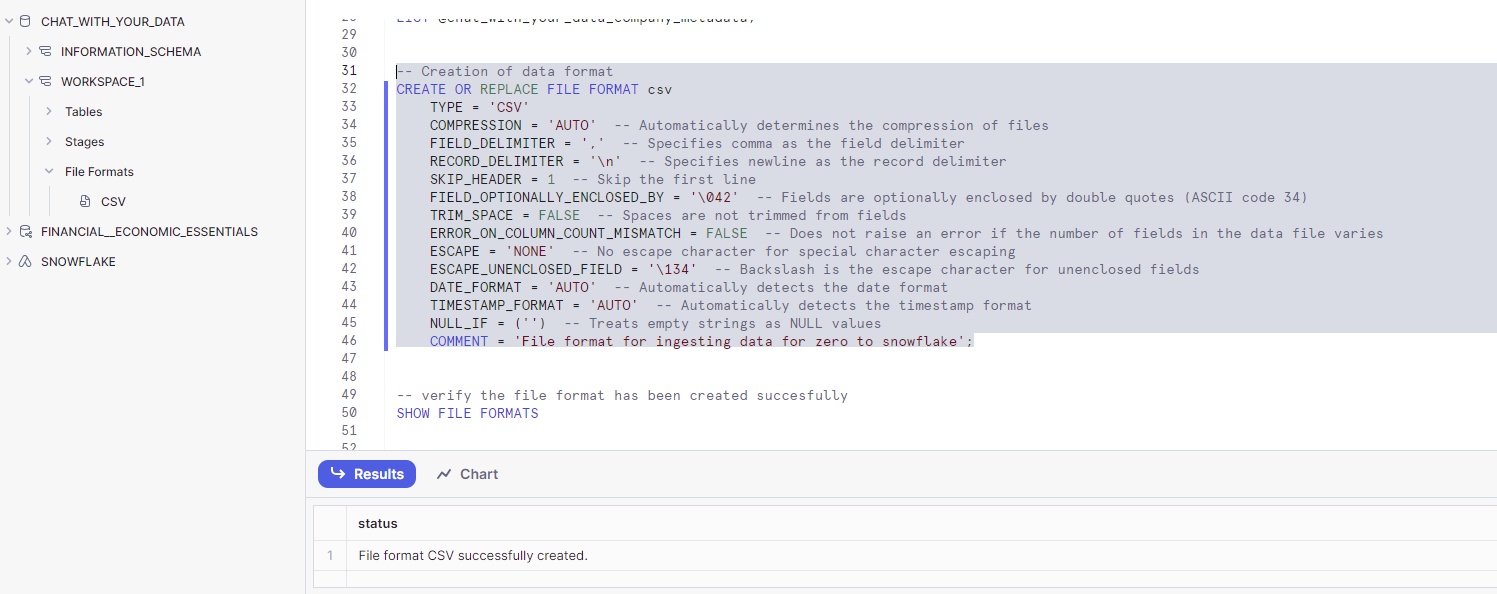 CHAT_WITH_YOUR_DATA
INFORMATION_SCHEMA
WORKSPACE_1
Tables
Stages
File Formats
CSV
FINANCIAL__ECONOMIC_ESSENTIALS
SNOWFLAKE
28 LIST @chat_with_your_data_company_metadata;
29
30
31 -- Creation of data format
32 CREATE OR REPLACE FILE FORMAT csv
33 TYPE = 'CSV'
34 COMPRESSION = 'AUTO'  -- Automatically determines the compression of files
35 FIELD_DELIMITER = ','  -- Specifies comma as the field delimiter
36 RECORD_DELIMITER = '\n'  -- Specifies newline as the record delimiter
37 SKIP_HEADER = 1  -- Skip the first line
38 FIELD_OPTIONALLY_ENCLOSED_BY = '\042'  -- Fields are optionally enclosed by double quotes (ASCII code 34)
39 TRIM_SPACE = FALSE  -- Spaces are not trimmed from fields
40 ERROR_ON_COLUMN_COUNT_MISMATCH = FALSE  -- Does not raise an error if the number of fields in the data file varies
41 ESCAPE = 'NONE'  -- No escape character for special character escaping
42 ESCAPE_UNENCLOSED_FIELD = '\134'  -- Backslash is the escape character for unenclosed fields
43 DATE_FORMAT = 'AUTO'  -- Automatically detects the date format
44 TIMESTAMP_FORMAT = 'AUTO'  -- Automatically detects the timestamp format
45 NULL_IF = ('')  -- Treats empty strings as NULL values
46 COMMENT = 'File format for ingesting data for zero to snowflake';
47
48
49 -- verify the file format has been created succesfully
50 SHOW FILE FORMATS
51
52
Results
Chart
status
1 File format CSV successfully created.